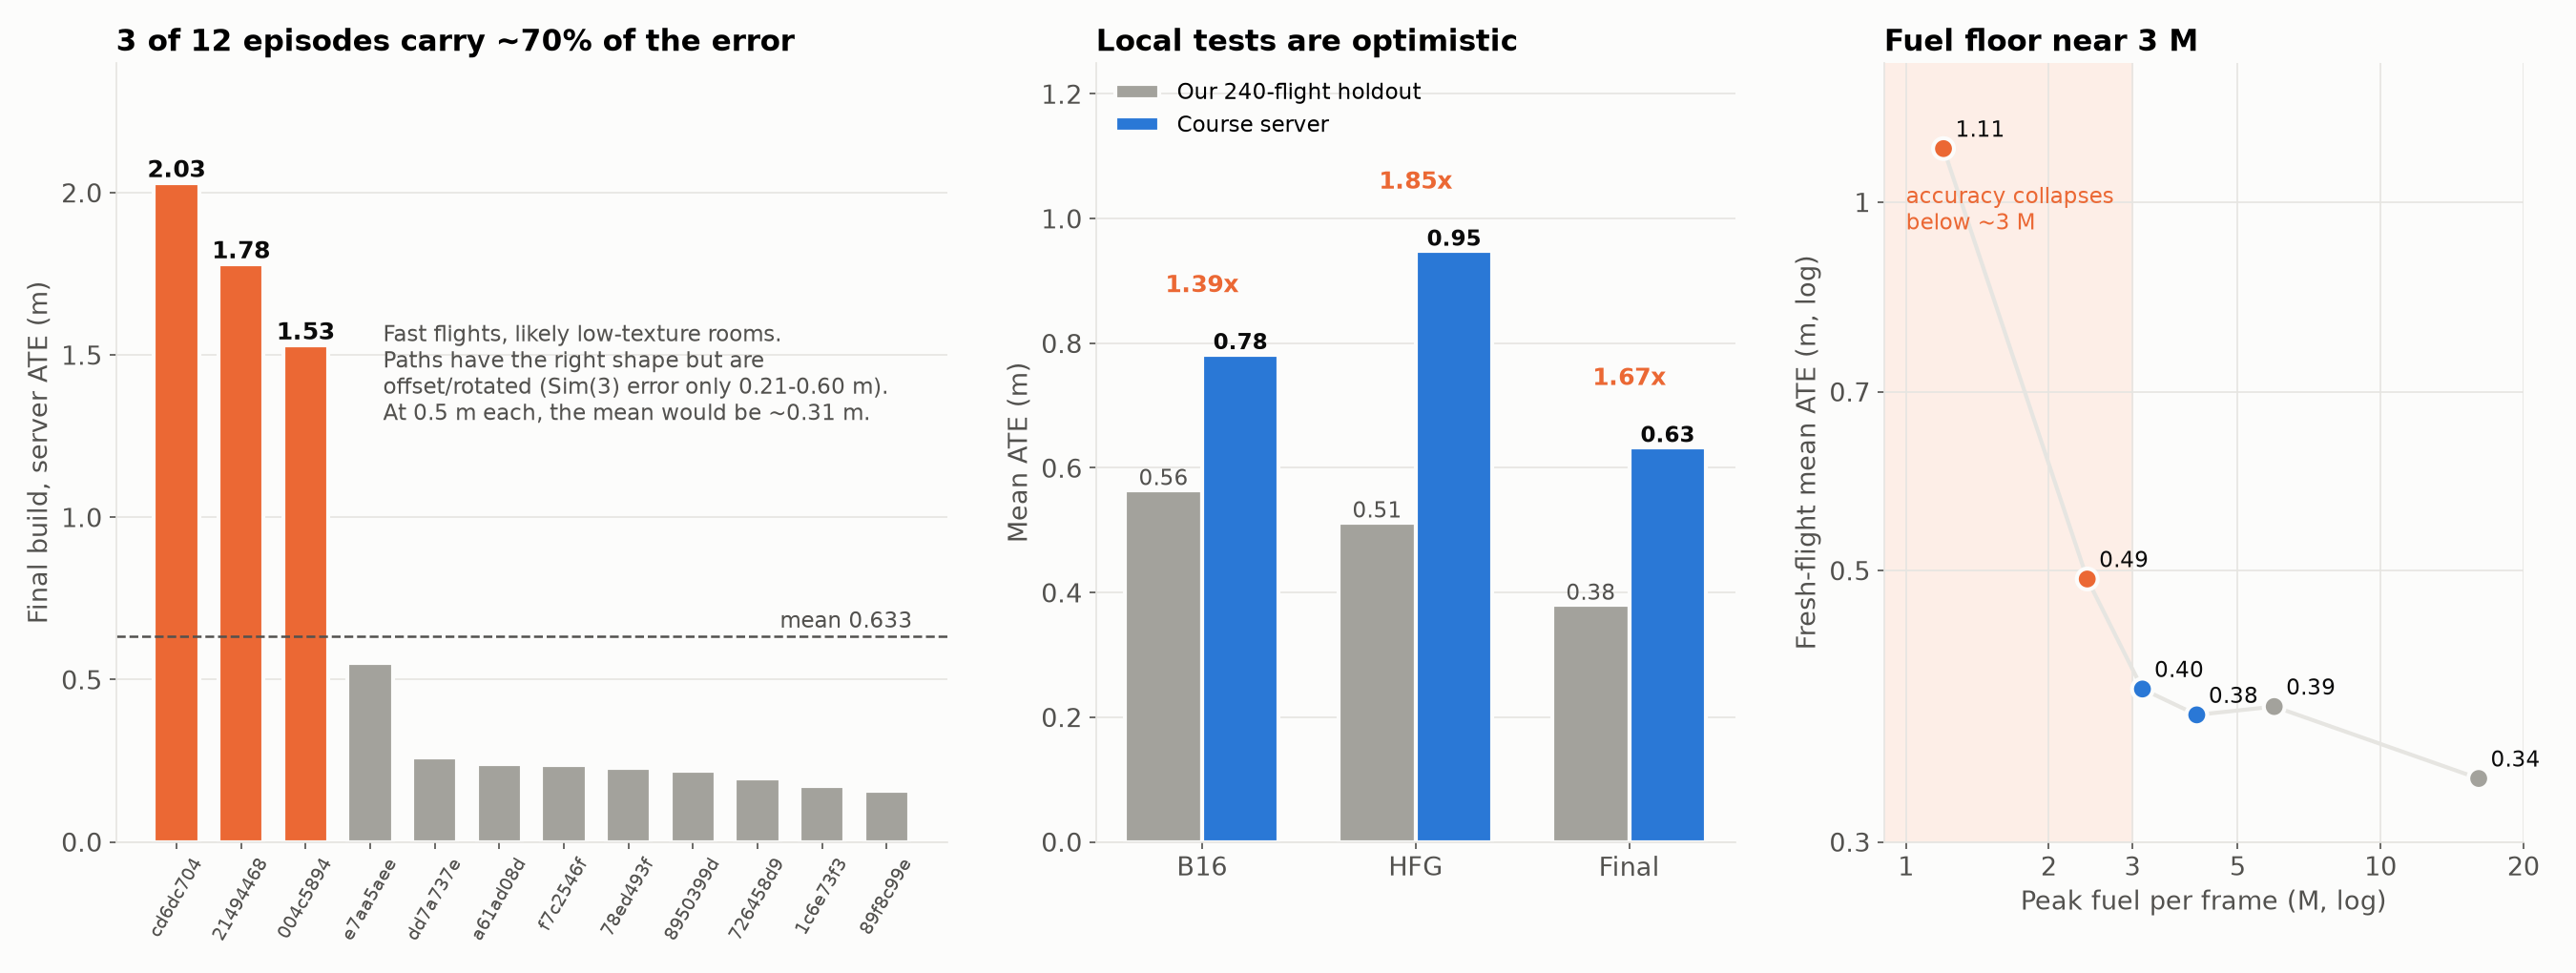 3 of 12 episodes carry ~70% of the error
Final build, server ATE (m)
2.0
1.5
1.0
0.5
0.0
2.03
1.78
1.53
Fast flights, likely low-texture rooms.
Paths have the right shape but are
offset/rotated (Sim(3) error only 0.21-0.60 m).
At 0.5 m each, the mean would be ~0.31 m.
mean 0.633
cd6dc704
21494468
004c5894
e7aa5aee
dd7a737e
a61ad08d
f7c2546f
78ed493f
8950399d
726458d9
1c6e73f3
89f8c99e
Local tests are optimistic
Our 240-flight holdout
Course server
Mean ATE (m)
1.2
1.0
0.8
0.6
0.4
0.2
0.0
1.39x
0.56
0.78
1.85x
0.51
0.95
1.67x
0.38
0.63
B16
HFG
Final
Fuel floor near 3 M
Fresh-flight mean ATE (m, log)
1
0.7
0.5
0.3
1.11
accuracy collapses
below ~3 M
0.49
0.40
0.38
0.39
0.34
1
2
3
5
10
20
Peak fuel per frame (M, log)